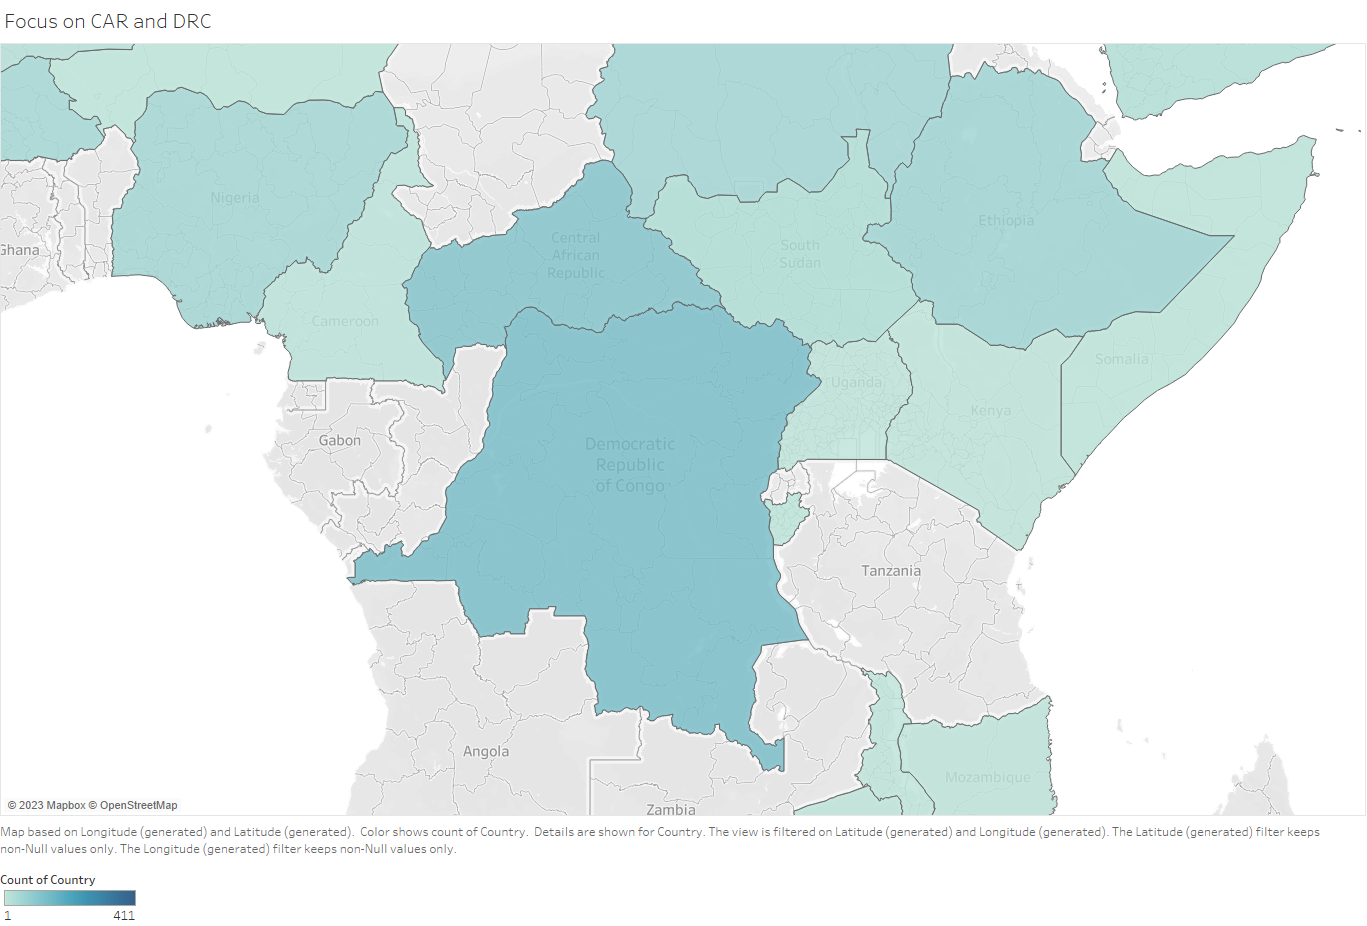 Focus on CAR and DRC
Nigeria
Ethiopia
Central
African
Republic
South
Sudan
Ghana
Cameroon
Somalia
Uganda
Kenya
Gabon
Democratic
Republic
of Congo
Tanzania
Angola
Mozambique
Zambia
© 2023 Mapbox © OpenStreetMap
Map based on Longitude (generated) and Latitude (generated).  Color shows count of Country.  Details are shown for Country. The view is filtered on Latitude (generated) and Longitude (generated). The Latitude (generated) filter keeps
non-Null values only. The Longitude (generated) filter keeps non-Null values only.
Count of Country
1 411